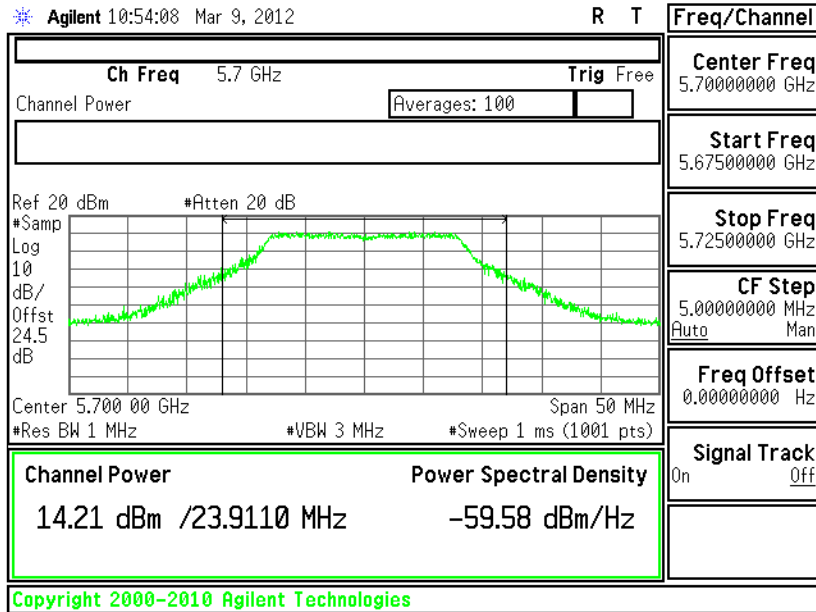 Agilent 10:54:08 Mar 9, 2012 R T
Freq/Channel
Ch Freq 5.7 GHz Trig Free
Channel Power Averages: 100
Ref 20 dBm #Atten 20 dB
#Samp
Log
10
dB/
Offst
24.5
dB
Center 5.700 00 GHz Span 50 MHz
#Res BW 1 MHz #VBW 3 MHz #Sweep 1 ms (1001 pts)
Channel Power Power Spectral Density
14.21 dBm /23.9110 MHz -59.58 dBm/Hz
Center Freq
5.70000000 GHz
Start Freq
5.67500000 GHz
Stop Freq
5.72500000 GHz
CF Step
5.00000000 MHz
Auto Man
Freq Offset
0.00000000 Hz
Signal Track
On Off
Copyright 2000-2010 Agilent Technologies